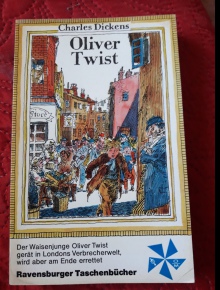 Charles Dickens
Oliver
Twist
Der Waisenjunge Oliver Twist
gerät in Londons Verbrecherwelt,
wird aber am Ende errettet
Ravensburger Taschenbücher